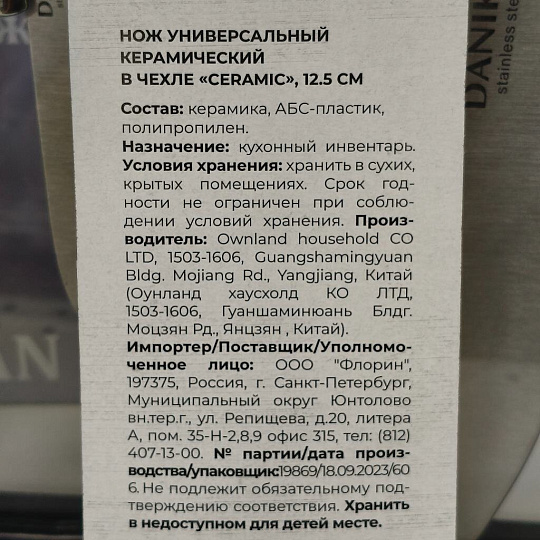 НОЖ УНИВЕРСАЛЬНЫЙ
КЕРАМИЧЕСКИЙ
В ЧЕХЛЕ «CERAMIC», 12.5 СМ
Состав: керамика, АБС-пластик,
полипропилен.
Назначение: кухонный инвентарь.
Условия хранения: хранить в сухих,
крытых помещениях. Срок год-
ности не ограничен при соблю-
дении условий хранения. Произ-
водитель: Ownland household CO
LTD, 1503-1606, Guangshamingyuan
Bldg. Mojiang Rd., Yangjiang, Китай
(Оунланд хаусхолд КО ЛТД,
1503-1606, Гуаншаминюань Блдг.
Моцзян Рд., Янцзян , Китай).
Импортер/Поставщик/Уполномо-
ченное лицо: ООО "Флорин",
197375, Россия, г. Санкт-Петербург,
Муниципальный округ Юнтолово
вн.тер.г., ул. Репищева, д.20, литера
А, пом. 35-Н-2,8,9 офис 315, тел: (812)
407-13-00. № партии/дата произ-
водства/упаковщик:19869/18.09.2023/60
6. Не подлежит обязательному под-
тверждению соответствия. Хранить
в недоступном для детей месте.
DANIK
stainless ste
AN